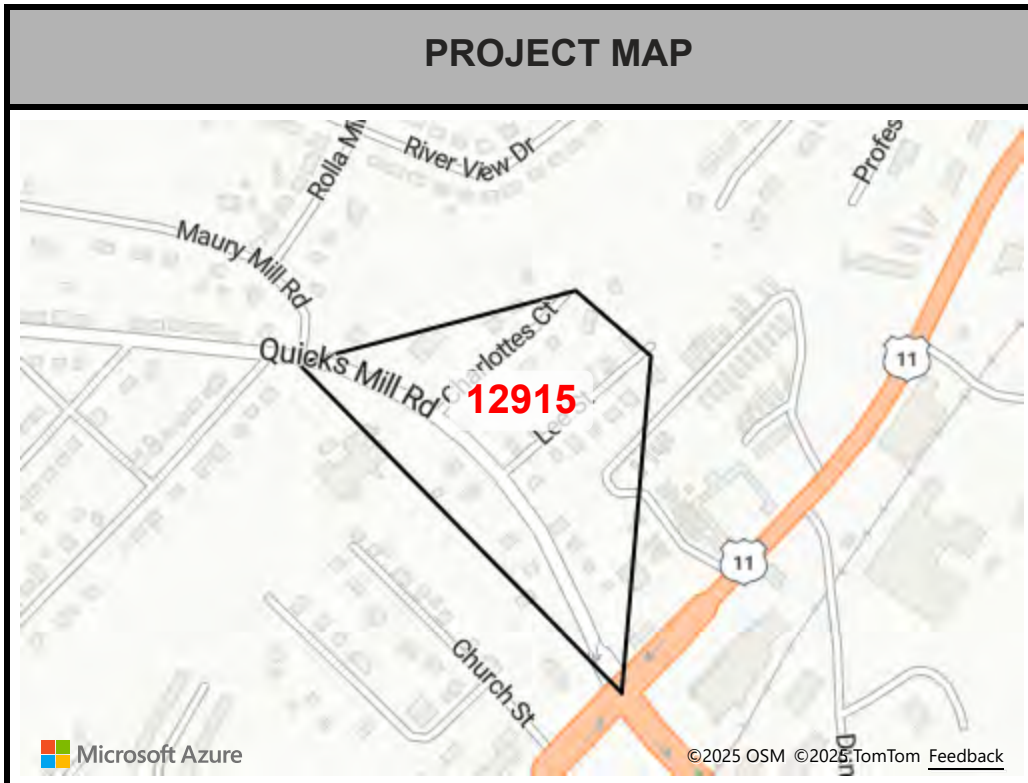 PROJECT MAP
River View Dr
Rolla Mi
Profes
Maury Mill Rd
Charlottes Ct
Quicks Mill Rd
11
12915
Lee S
11
Church St
Dun
Microsoft Azure
©2025 OSM ©2025 TomTom Feedback